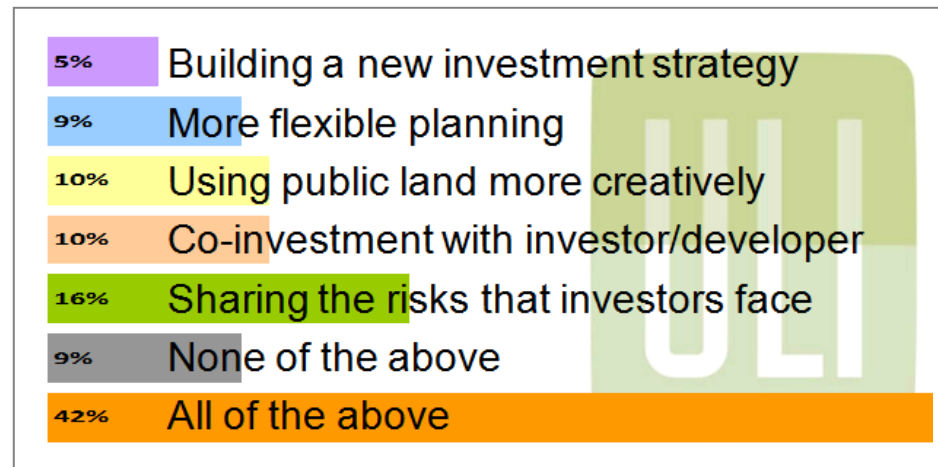 5% Building a new investment strategy
9% More flexible planning
10% Using public land more creatively
10% Co-investment with investor/developer
16% Sharing the risks that investors face
9% None of the above
42% All of the above
ULI